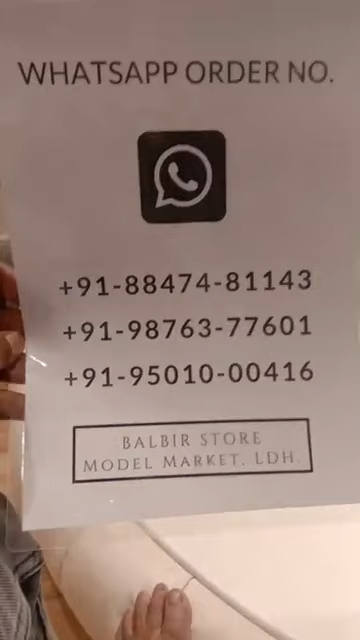 WHATSAPP ORDER NO.
+91-88474-81143
+91-98763-77601
+91-95010-00416
BALBIR STORE
MODEL MARKET, LDH.